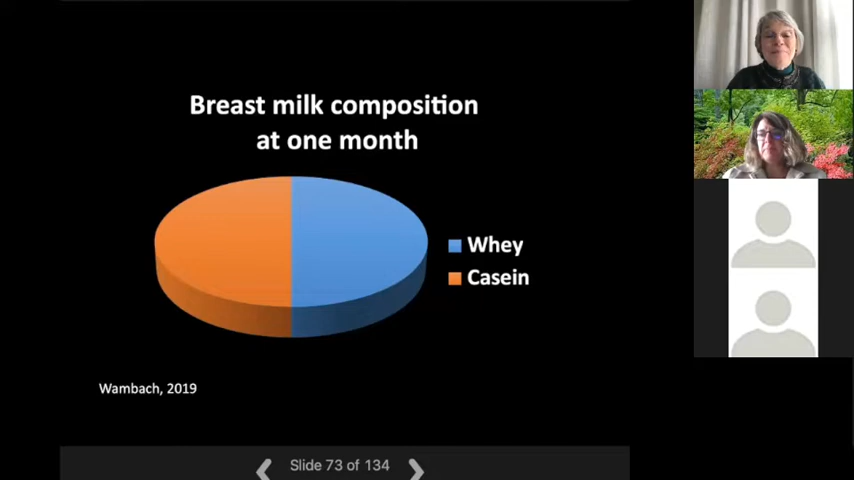 Breast milk composition
at one month
Whey
Casein
Wambach, 2019
Slide 73 of 134